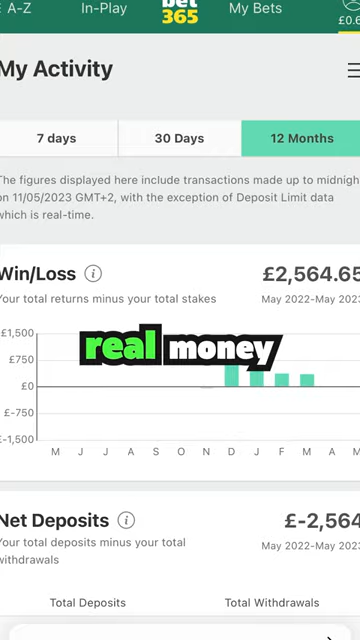 A-Z In-Play bet365 My Bets £0.6
My Activity
7 days 30 Days 12 Months
The figures displayed here include transactions made up to midnigh
on 11/05/2023 GMT+2, with the exception of Deposit Limit data
which is real-time.
Win/Loss i £2,564.65
Your total returns minus your total stakes May 2022-May 2023
£1,500
real money
£750
£0
£-750
£-1,500
M J J A S O N D J F M A M
Net Deposits i £-2,564
Your total deposits minus your total
withdrawals
May 2022-May 2023
Total Deposits Total Withdrawals